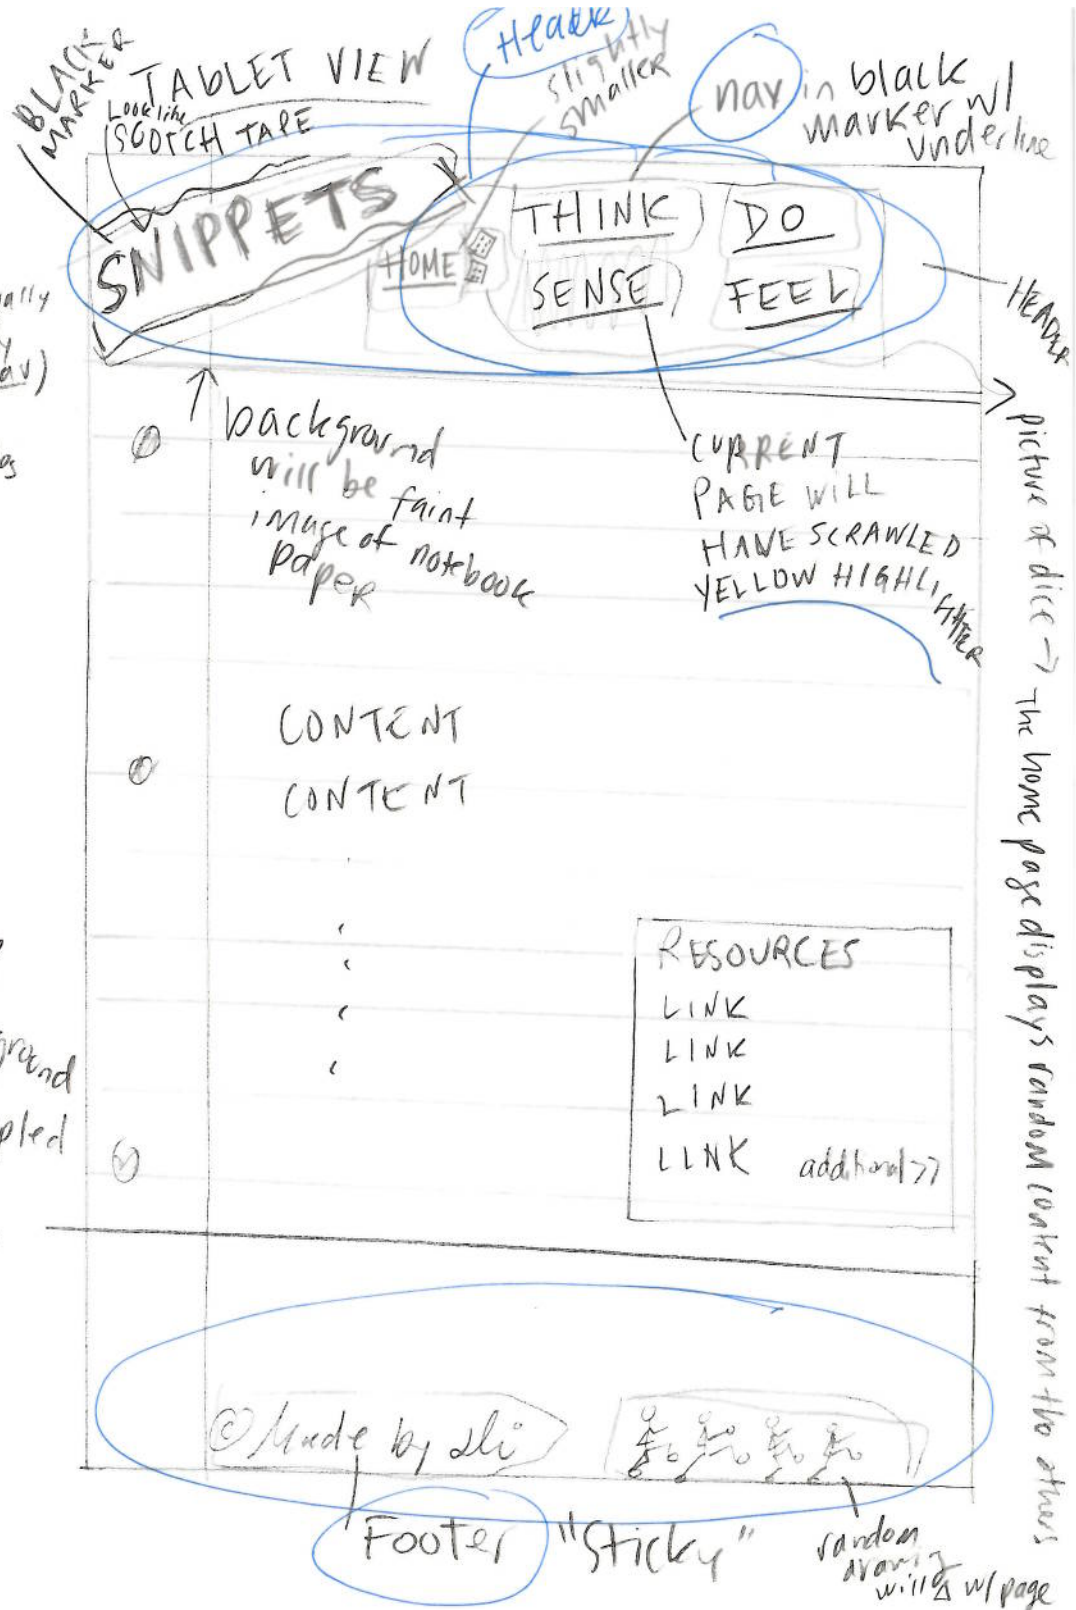 Header
BLACK
MARKER
TABLET VIEW
slightly
smaller
nav in black
marker w/
underline
Look like
SCOTCH TAPE
SNIPPETS
HOME
THINK
DO
SENSE
FEEL
HEADER
background
will be faint
image of notebook
paper
CURRENT
PAGE WILL
HAVE SCRAWLED
YELLOW HIGHLIGHTER
picture of dice -> The home page displays random content from the others
CONTENT
CONTENT
RESOURCES
LINK
LINK
LINK
LINK additional >>
© Made by
Footer "Sticky"
random
drawing
will Δ w/ page